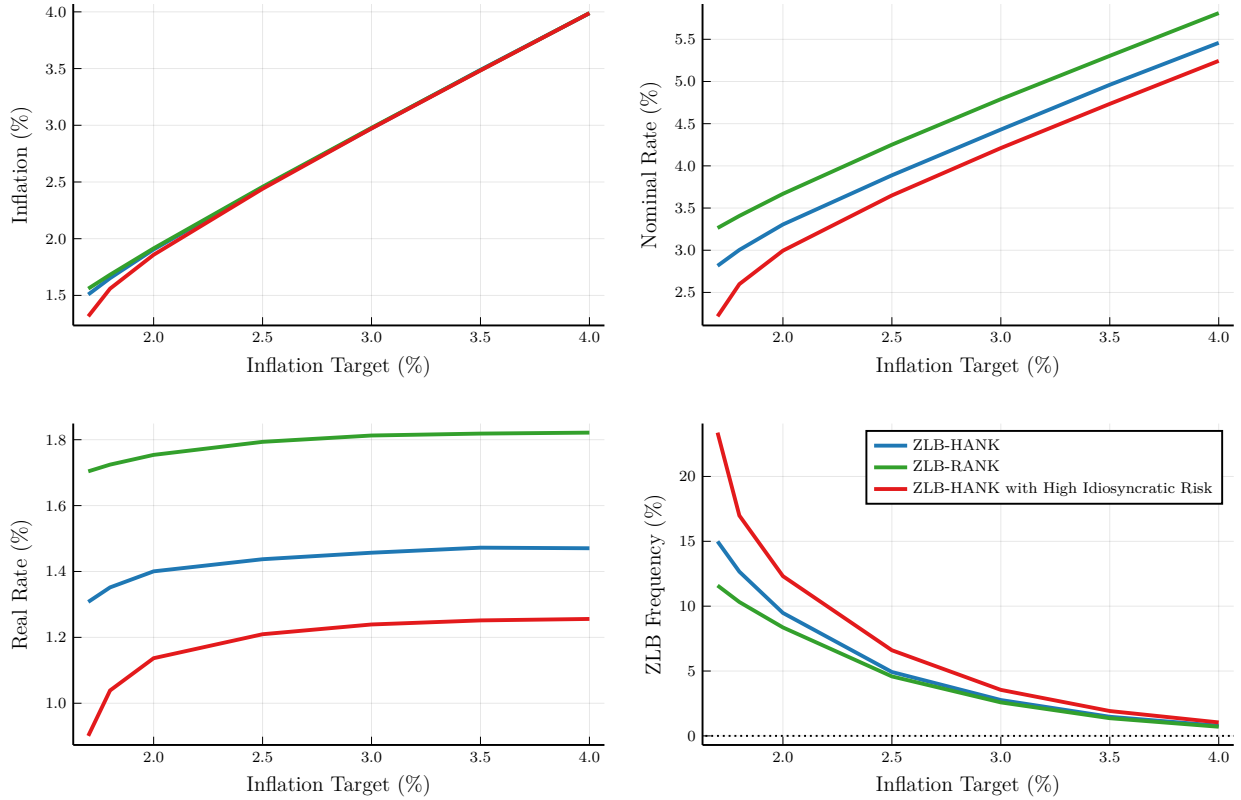 4.0
3.5
3.0
2.5
2.0
1.5
Inflation (%)
2.0 2.5 3.0 3.5 4.0
Inflation Target (%)
5.5
5.0
4.5
4.0
3.5
3.0
2.5
Nominal Rate (%)
2.0 2.5 3.0 3.5 4.0
Inflation Target (%)
1.8
1.6
1.4
1.2
1.0
Real Rate (%)
2.0 2.5 3.0 3.5 4.0
Inflation Target (%)
ZLB-HANK
ZLB-RANK
ZLB-HANK with High Idiosyncratic Risk
20
15
10
5
0
ZLB Frequency (%)
2.0 2.5 3.0 3.5 4.0
Inflation Target (%)